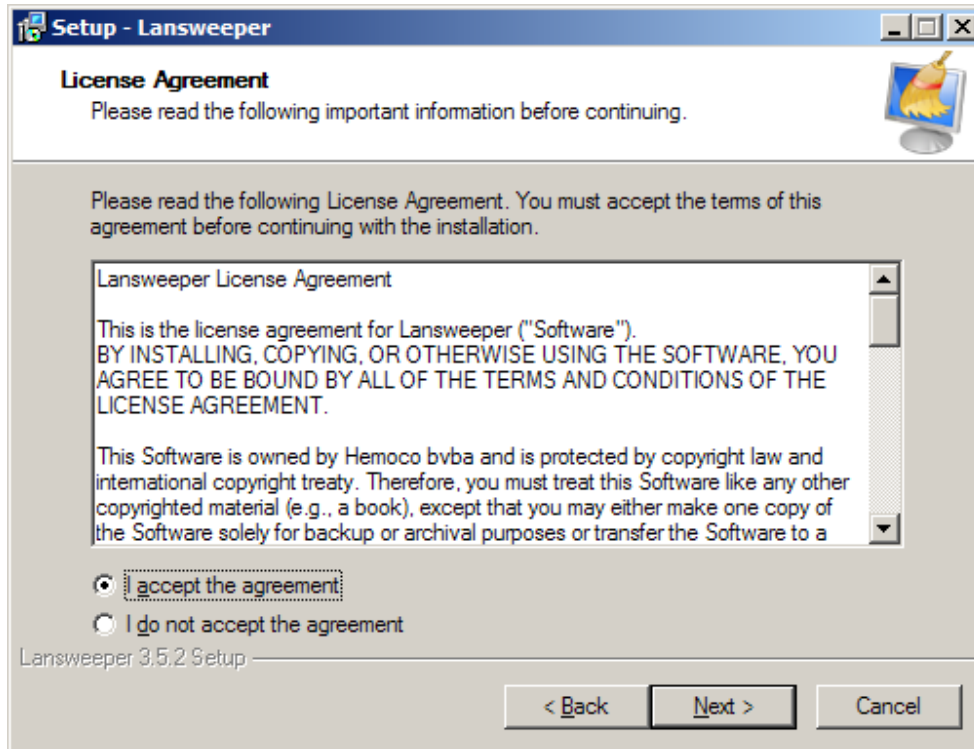 Setup - Lansweeper
License Agreement
Please read the following important information before continuing.
Please read the following License Agreement. You must accept the terms of this
agreement before continuing with the installation.
Lansweeper License Agreement
This is the license agreement for Lansweeper ("Software").
BY INSTALLING, COPYING, OR OTHERWISE USING THE SOFTWARE, YOU
AGREE TO BE BOUND BY ALL OF THE TERMS AND CONDITIONS OF THE
LICENSE AGREEMENT.
This Software is owned by Hemoco bvba and is protected by copyright law and
international copyright treaty. Therefore, you must treat this Software like any other
copyrighted material (e.g., a book), except that you may either make one copy of
the Software solely for backup or archival purposes or transfer the Software to a
I accept the agreement
I do not accept the agreement
Lansweeper 3.5.2 Setup
< Back Next > Cancel